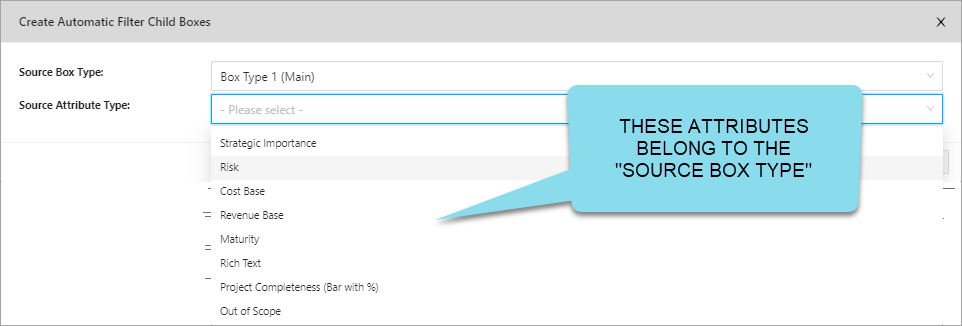 Create Automatic Filter Child Boxes
Source Box Type:
Box Type 1 (Main)
Source Attribute Type:
- Please select -
Strategic Importance
Risk
Cost Base
Revenue Base
Maturity
Rich Text
Project Completeness (Bar with %)
Out of Scope
THESE ATTRIBUTES
BELONG TO THE
"SOURCE BOX TYPE"